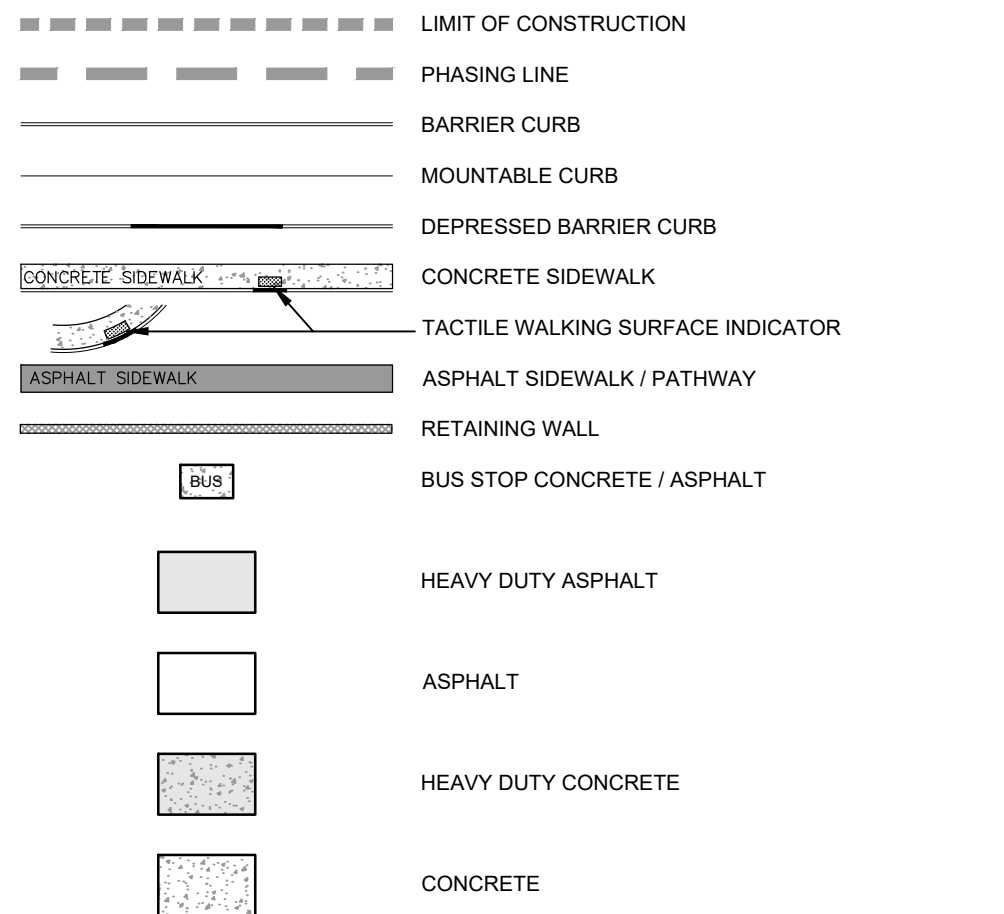 LIMIT OF CONSTRUCTION
PHASING LINE
BARRIER CURB
MOUNTABLE CURB
DEPRESSED BARRIER CURB
CONCRETE SIDEWALK CONCRETE SIDEWALK
TACTILE WALKING SURFACE INDICATOR
ASPHALT SIDEWALK ASPHALT SIDEWALK / PATHWAY
RETAINING WALL
BUS BUS STOP CONCRETE / ASPHALT
HEAVY DUTY ASPHALT
ASPHALT
HEAVY DUTY CONCRETE
CONCRETE